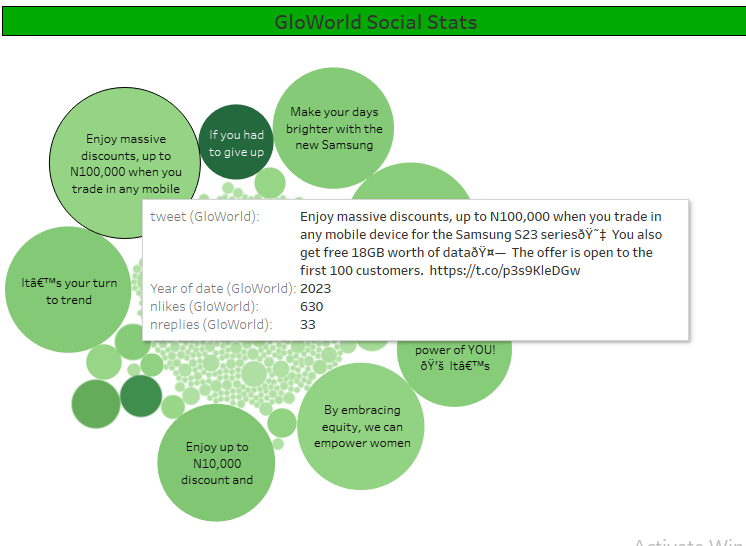 GloWorld Social Stats
Make your days
brighter with the
new Samsung
If you had
to give up
Enjoy massive
discounts, up to
N100,000 when you
trade in any mobile
tweet (GloWorld): Enjoy massive discounts, up to N100,000 when you trade in
any mobile device for the Samsung S23 seriesðŸ˜‡ You also
get free 18GB worth of dataðŸ¤— The offer is open to the
first 100 customers. https://t.co/p3s9KleDGw
Year of date (GloWorld): 2023
nlikes (GloWorld): 630
nreplies (GloWorld): 33
Itâ€™s your turn
to trend
power of YOU!
ðŸ’š Itâ€™s
By embracing
equity, we can
empower women
Enjoy up to
N10,000
discount and